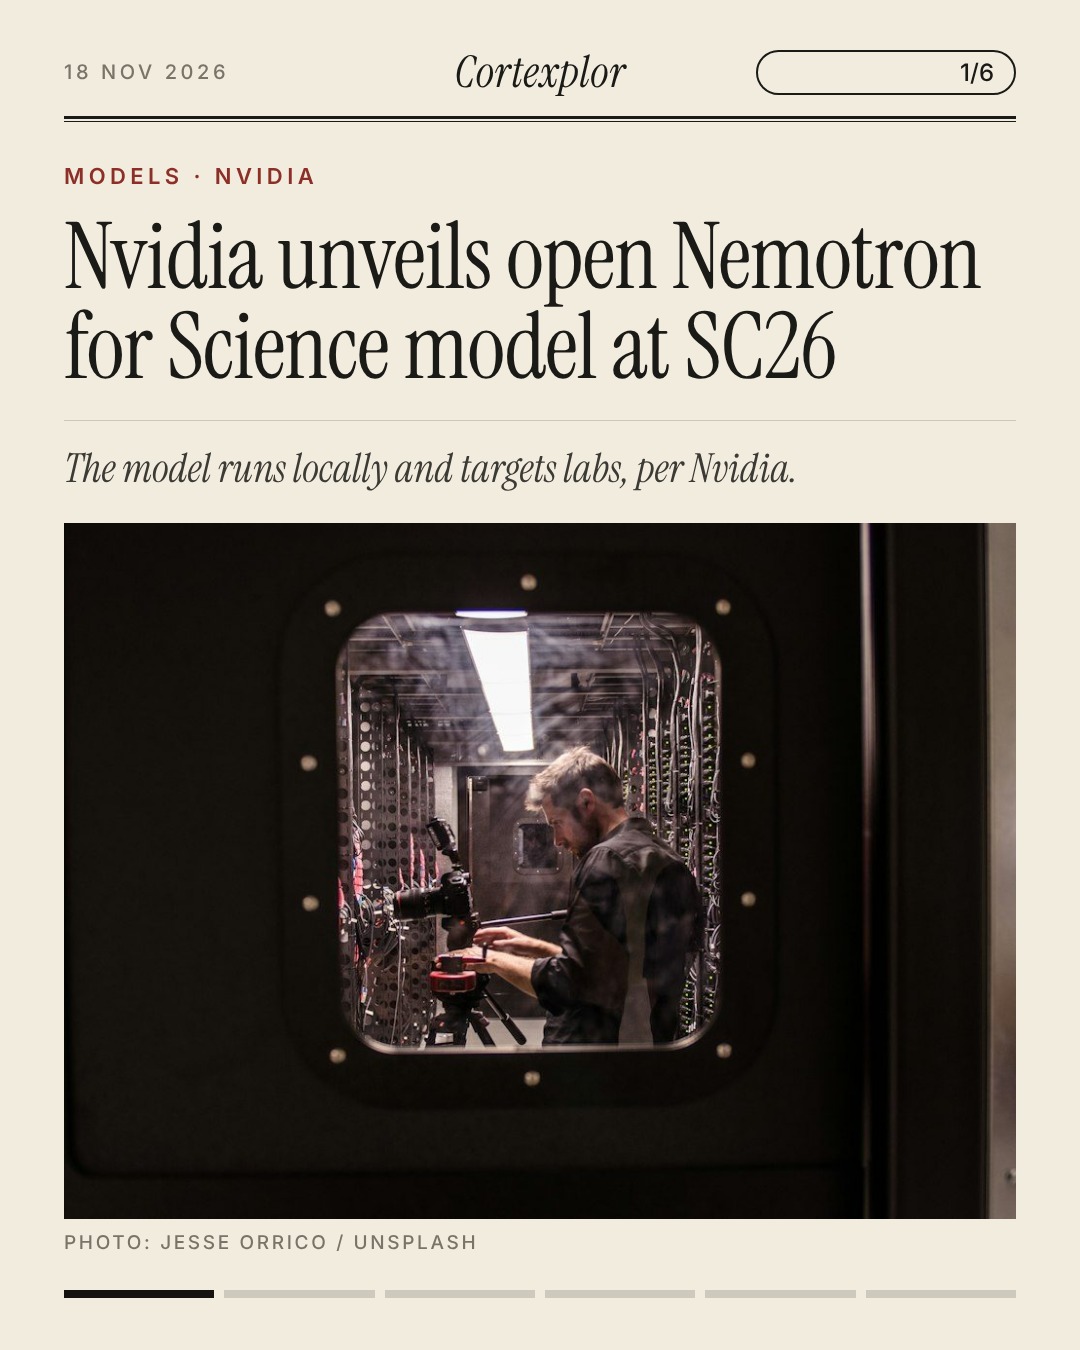 18 NOV 2026
Cortexplor
1/6
MODELS · NVIDIA
Nvidia unveils open Nemotron
for Science model at SC26
The model runs locally and targets labs, per Nvidia.
PHOTO: JESSE ORRICO / UNSPLASH